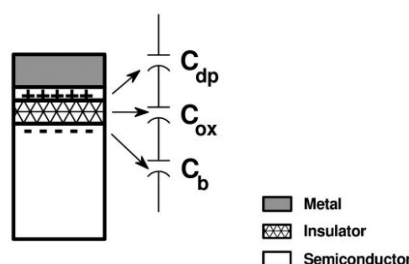 C_dp
+ + + + +
C_ox
- - - - -
C_b
Metal
Insulator
Semiconductor